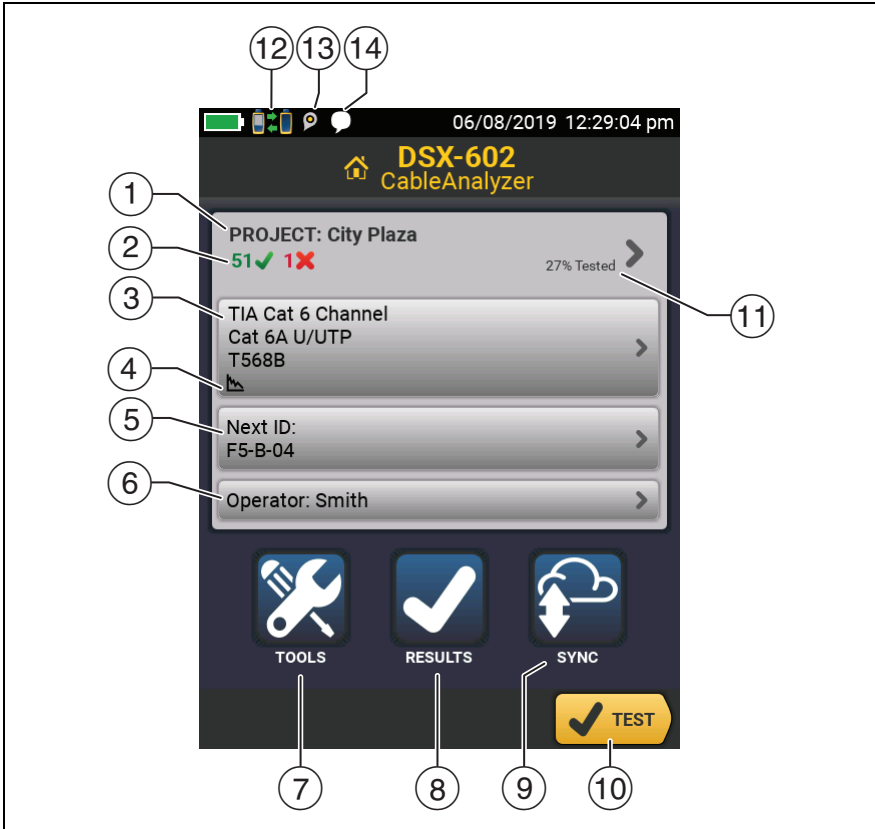 12 13 14
06/08/2019 12:29:04 pm
DSX-602
CableAnalyzer
1
PROJECT: City Plaza
2
51 1
27% Tested
11
3
TIA Cat 6 Channel
Cat 6A U/UTP
T568B
4
5
Next ID:
F5-B-04
6
Operator: Smith
TOOLS
RESULTS
SYNC
TEST
7
8
9
10